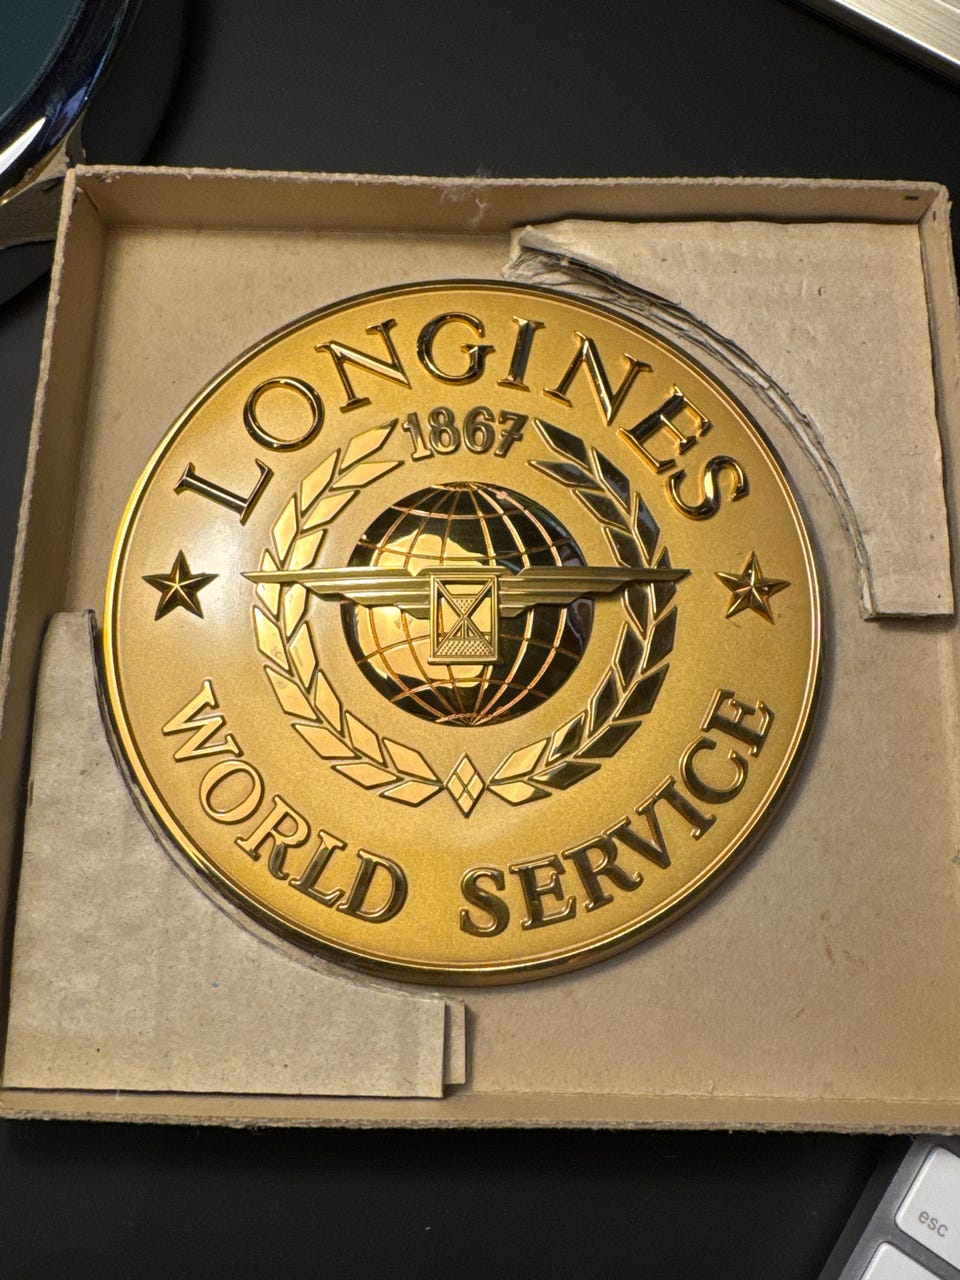 LONGINES
1867
WORLD SERVICE
esc